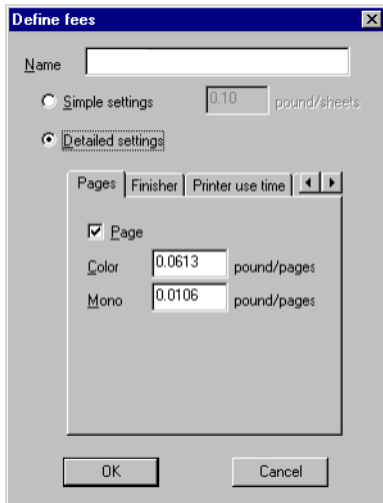 Define fees
Name
Simple settings 0.10 pound/sheets
Detailed settings
Pages Finisher Printer use time
Page
Color 0.0613 pound/pages
Mono 0.0106 pound/pages
OK Cancel